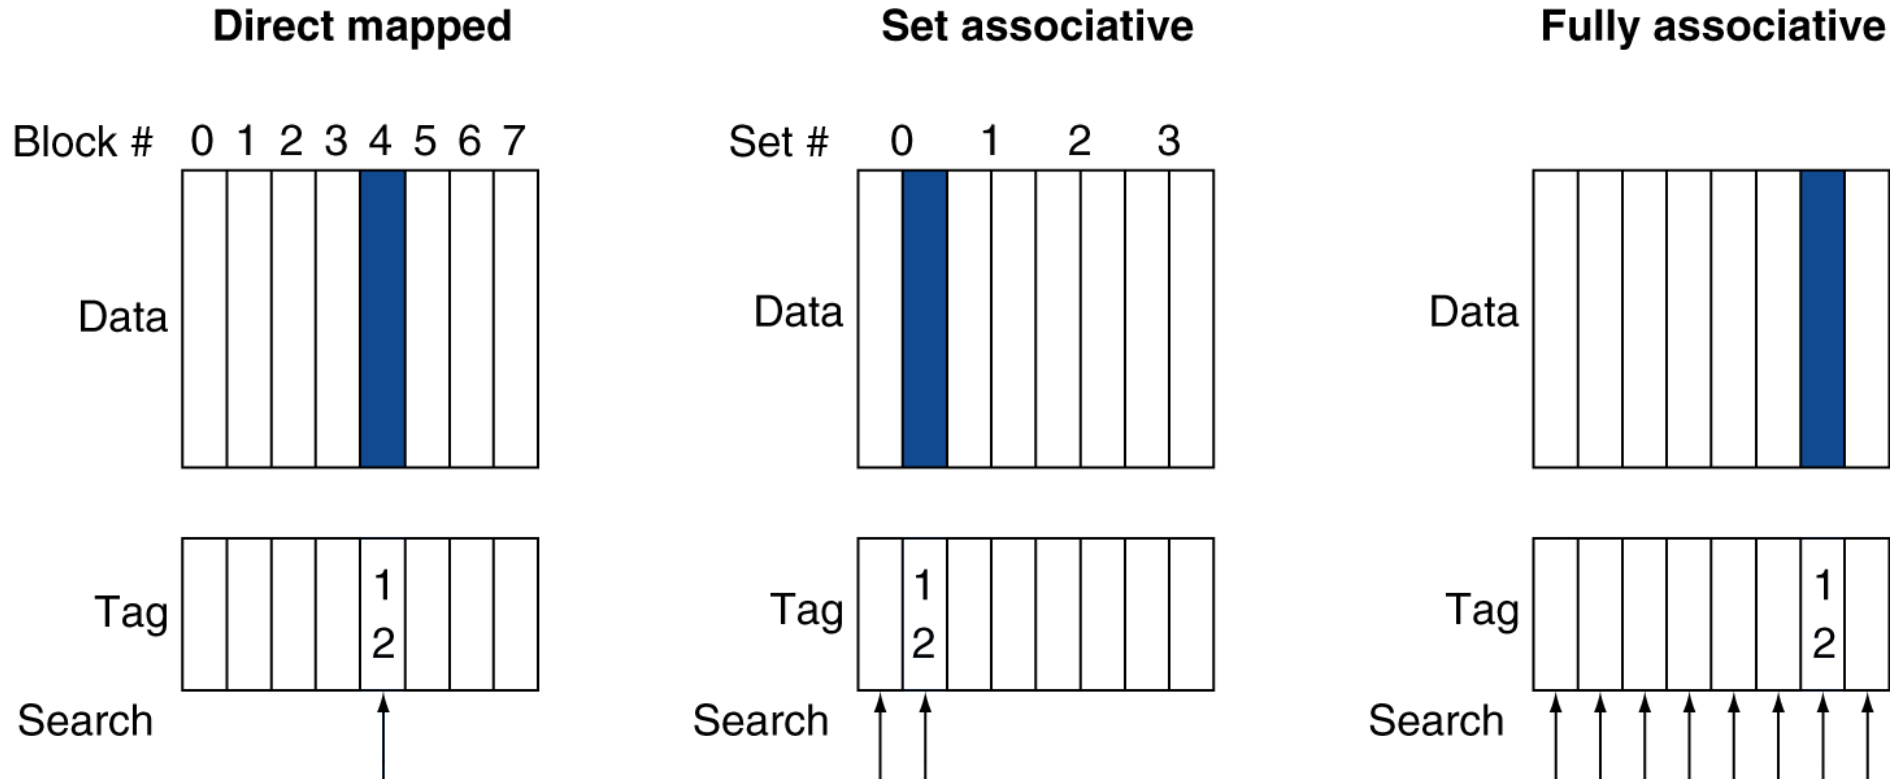 Direct mapped
Set associative
Fully associative
Block # 0 1 2 3 4 5 6 7
Set # 0 1 2 3
Data
Data
Data
Tag
1
2
Tag
1
2
Tag
1
2
Search
Search
Search